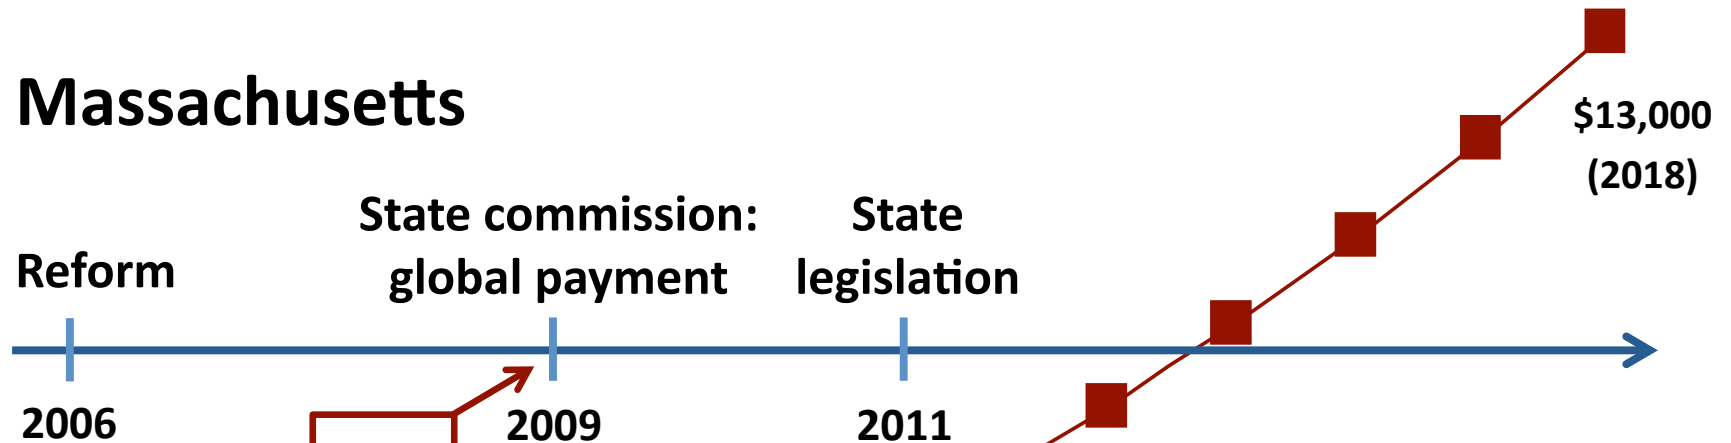 Massachusetts
$13,000
(2018)
State commission:
global payment
State
legislation
Reform
2006
2009
2011